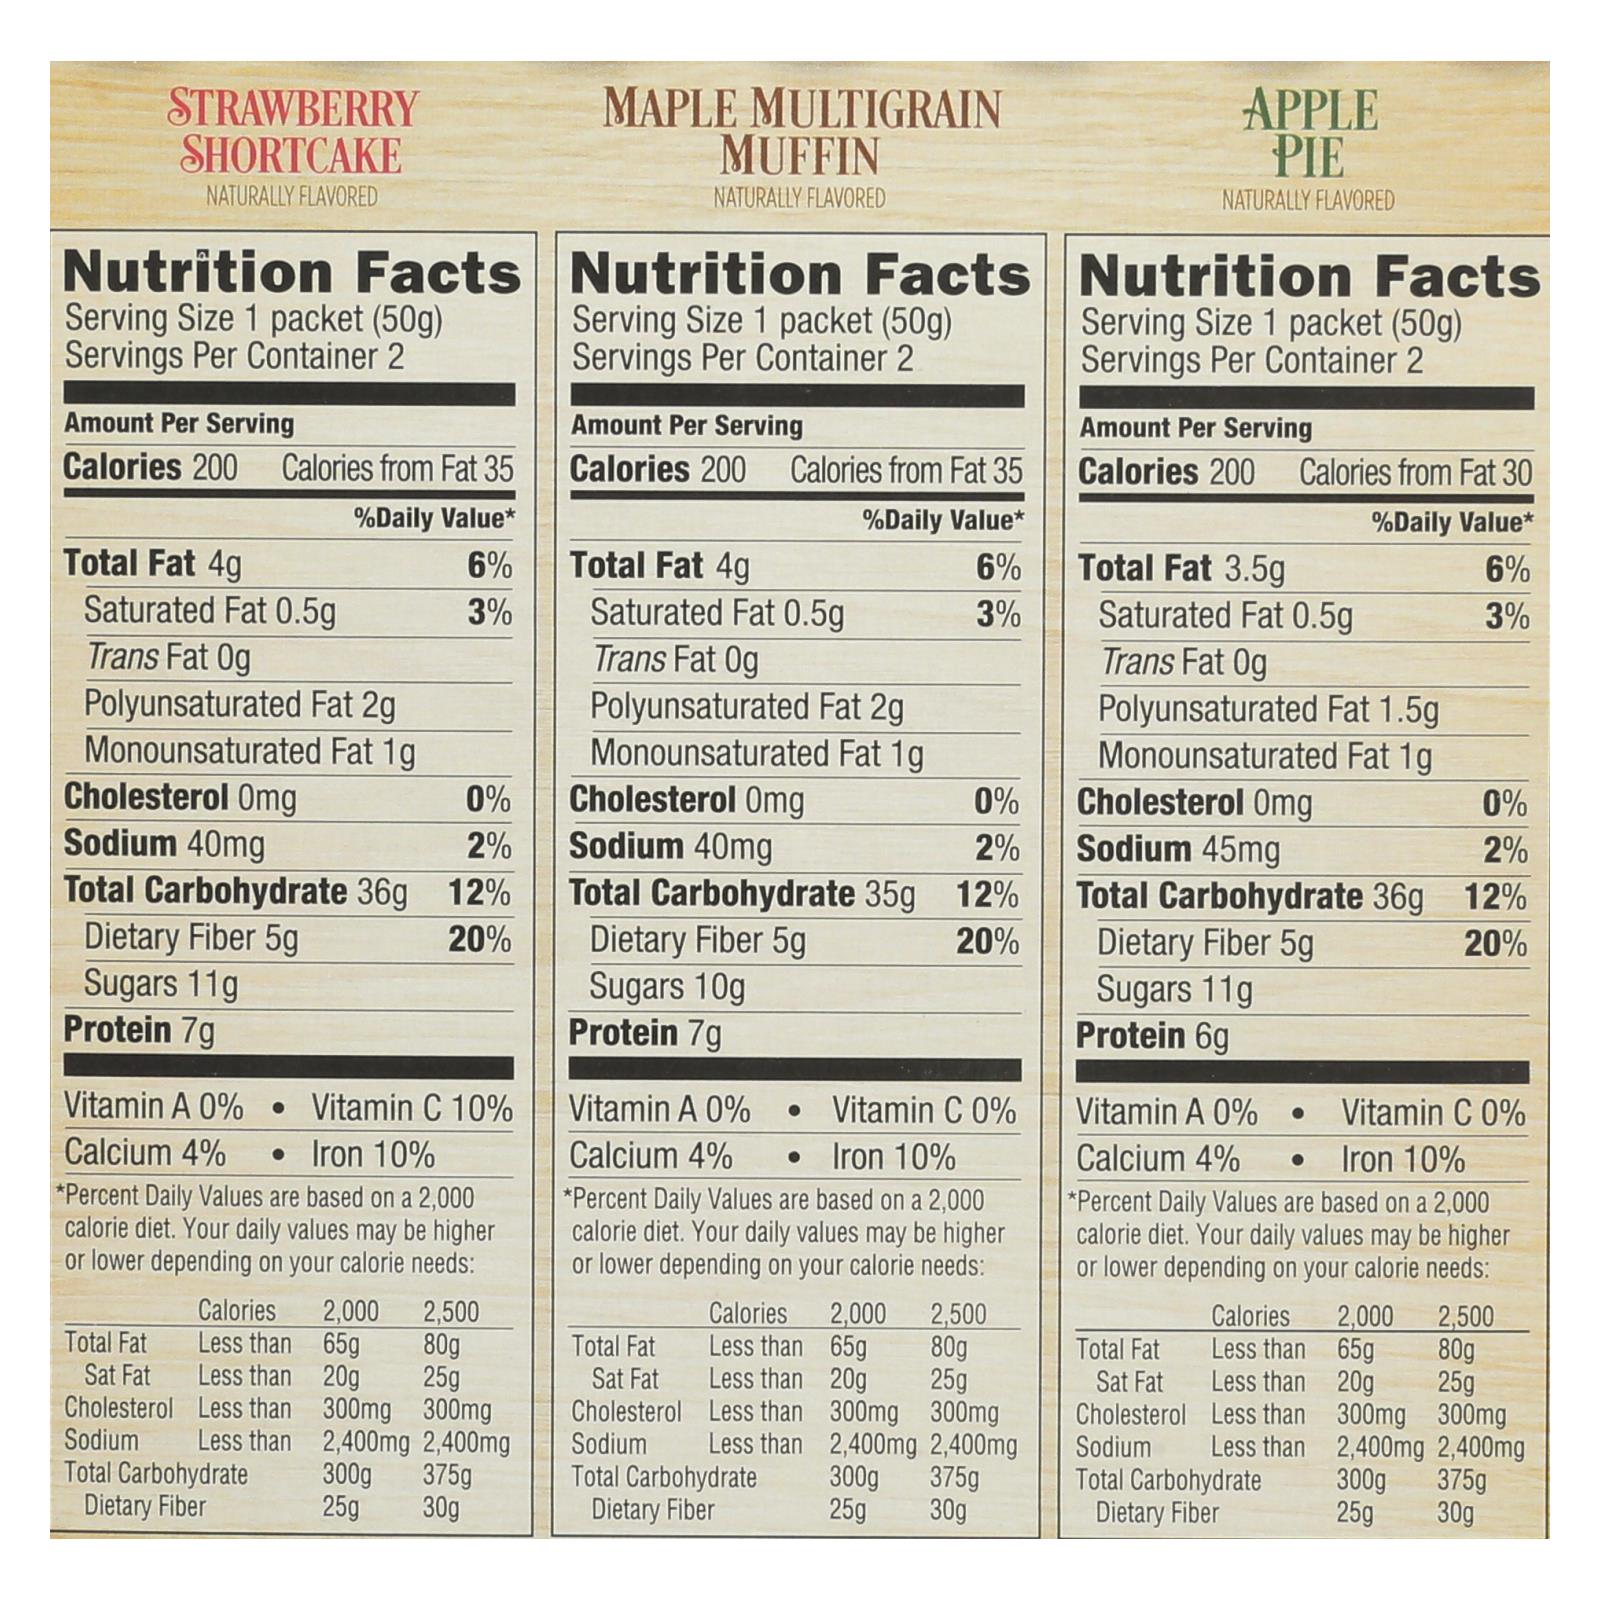 STRAWBERRY
SHORTCAKE
NATURALLY FLAVORED
Nutrition Facts
Serving Size 1 packet (50g)
Servings Per Container 2
Amount Per Serving
Calories 200 Calories from Fat 35
%Daily Value*
Total Fat 4g 6%
Saturated Fat 0.5g 3%
Trans Fat 0g
Polyunsaturated Fat 2g
Monounsaturated Fat 1g
Cholesterol 0mg 0%
Sodium 40mg 2%
Total Carbohydrate 36g 12%
Dietary Fiber 5g 20%
Sugars 11g
Protein 7g
Vitamin A 0% • Vitamin C 10%
Calcium 4% • Iron 10%
*Percent Daily Values are based on a 2,000
calorie diet. Your daily values may be higher
or lower depending on your calorie needs:
Calories 2,000 2,500
Total Fat Less than 65g 80g
Sat Fat Less than 20g 25g
Cholesterol Less than 300mg 300mg
Sodium Less than 2,400mg 2,400mg
Total Carbohydrate 300g 375g
Dietary Fiber 25g 30g
MAPLE MULTIGRAIN
MUFFIN
NATURALLY FLAVORED
Nutrition Facts
Serving Size 1 packet (50g)
Servings Per Container 2
Amount Per Serving
Calories 200 Calories from Fat 35
%Daily Value*
Total Fat 4g 6%
Saturated Fat 0.5g 3%
Trans Fat 0g
Polyunsaturated Fat 2g
Monounsaturated Fat 1g
Cholesterol 0mg 0%
Sodium 40mg 2%
Total Carbohydrate 35g 12%
Dietary Fiber 5g 20%
Sugars 10g
Protein 7g
Vitamin A 0% • Vitamin C 0%
Calcium 4% • Iron 10%
*Percent Daily Values are based on a 2,000
calorie diet. Your daily values may be higher
or lower depending on your calorie needs:
Calories 2,000 2,500
Total Fat Less than 65g 80g
Sat Fat Less than 20g 25g
Cholesterol Less than 300mg 300mg
Sodium Less than 2,400mg 2,400mg
Total Carbohydrate 300g 375g
Dietary Fiber 25g 30g
APPLE
PIE
NATURALLY FLAVORED
Nutrition Facts
Serving Size 1 packet (50g)
Servings Per Container 2
Amount Per Serving
Calories 200 Calories from Fat 30
%Daily Value*
Total Fat 3.5g 6%
Saturated Fat 0.5g 3%
Trans Fat 0g
Polyunsaturated Fat 1.5g
Monounsaturated Fat 1g
Cholesterol 0mg 0%
Sodium 45mg 2%
Total Carbohydrate 36g 12%
Dietary Fiber 5g 20%
Sugars 11g
Protein 6g
Vitamin A 0% • Vitamin C 0%
Calcium 4% • Iron 10%
*Percent Daily Values are based on a 2,000
calorie diet. Your daily values may be higher
or lower depending on your calorie needs:
Calories 2,000 2,500
Total Fat Less than 65g 80g
Sat Fat Less than 20g 25g
Cholesterol Less than 300mg 300mg
Sodium Less than 2,400mg 2,400mg
Total Carbohydrate 300g 375g
Dietary Fiber 25g 30g